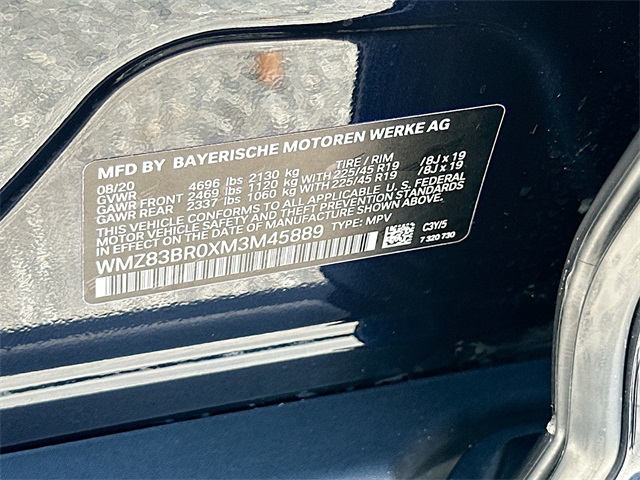 MFD BY BAYERISCHE MOTOREN WERKE AG
08/20 TIRE / RIM
GVWR 4696 lbs 2130 kg
GAWR FRONT 2469 lbs 1120 kg WITH 225/45 R19 /8J x 19
GAWR REAR 2337 lbs 1060 kg WITH 225/45 R19 /8J x 19
THIS VEHICLE CONFORMS TO ALL APPLICABLE U.S. FEDERAL
MOTOR VEHICLE SAFETY AND THEFT PREVENTION STANDARDS
IN EFFECT ON THE DATE OF MANUFACTURE SHOWN ABOVE.
WMZ83BR0XM3M45889 TYPE: MPV
C3Y/5
7 320 730